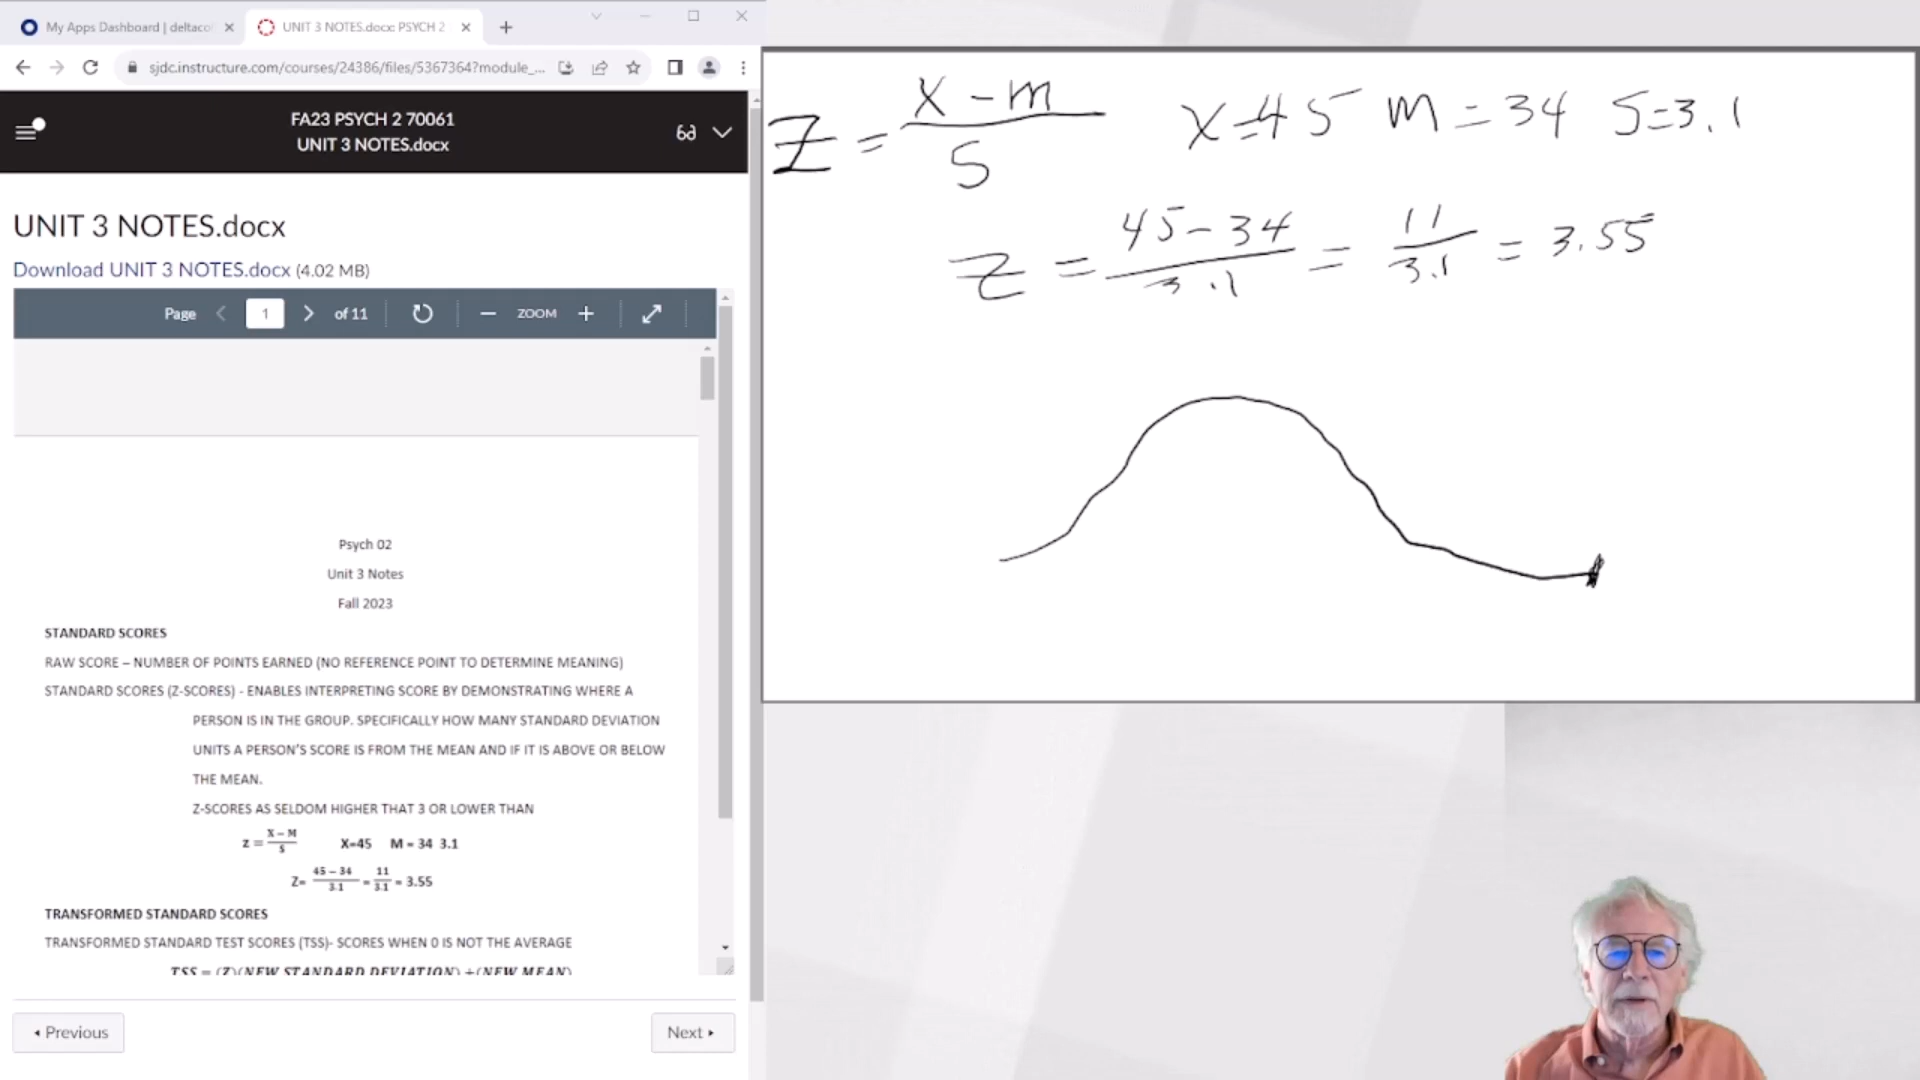 My Apps Dashboard | deltacol
UNIT 3 NOTES.docx: PSYCH 2
sjdc.instructure.com/courses/24386/files/5367364?module_...
FA23 PSYCH 2 70061
UNIT 3 NOTES.docx
UNIT 3 NOTES.docx
Download UNIT 3 NOTES.docx (4.02 MB)
Page 1 of 11 ZOOM
Psych 02
Unit 3 Notes
Fall 2023
STANDARD SCORES
RAW SCORE – NUMBER OF POINTS EARNED (NO REFERENCE POINT TO DETERMINE MEANING)
STANDARD SCORES (Z-SCORES) - ENABLES INTERPRETING SCORE BY DEMONSTRATING WHERE A
PERSON IS IN THE GROUP. SPECIFICALLY HOW MANY STANDARD DEVIATION
UNITS A PERSON'S SCORE IS FROM THE MEAN AND IF IT IS ABOVE OR BELOW
THE MEAN.
Z-SCORES AS SELDOM HIGHER THAT 3 OR LOWER THAN
z = X – M / S X=45 M = 34 3.1
Z= 45 – 34 / 3.1 = 11 / 3.1 = 3.55
TRANSFORMED STANDARD SCORES
TRANSFORMED STANDARD TEST SCORES (TSS)- SCORES WHEN 0 IS NOT THE AVERAGE
TSS = (Z)(NEW STANDARD DEVIATION) +(NEW MEAN)
Previous Next
Z = X – M / S X=45 M = 34 S=3.1
Z = 45 – 34 / 3.1 = 11 / 3.1 = 3.55